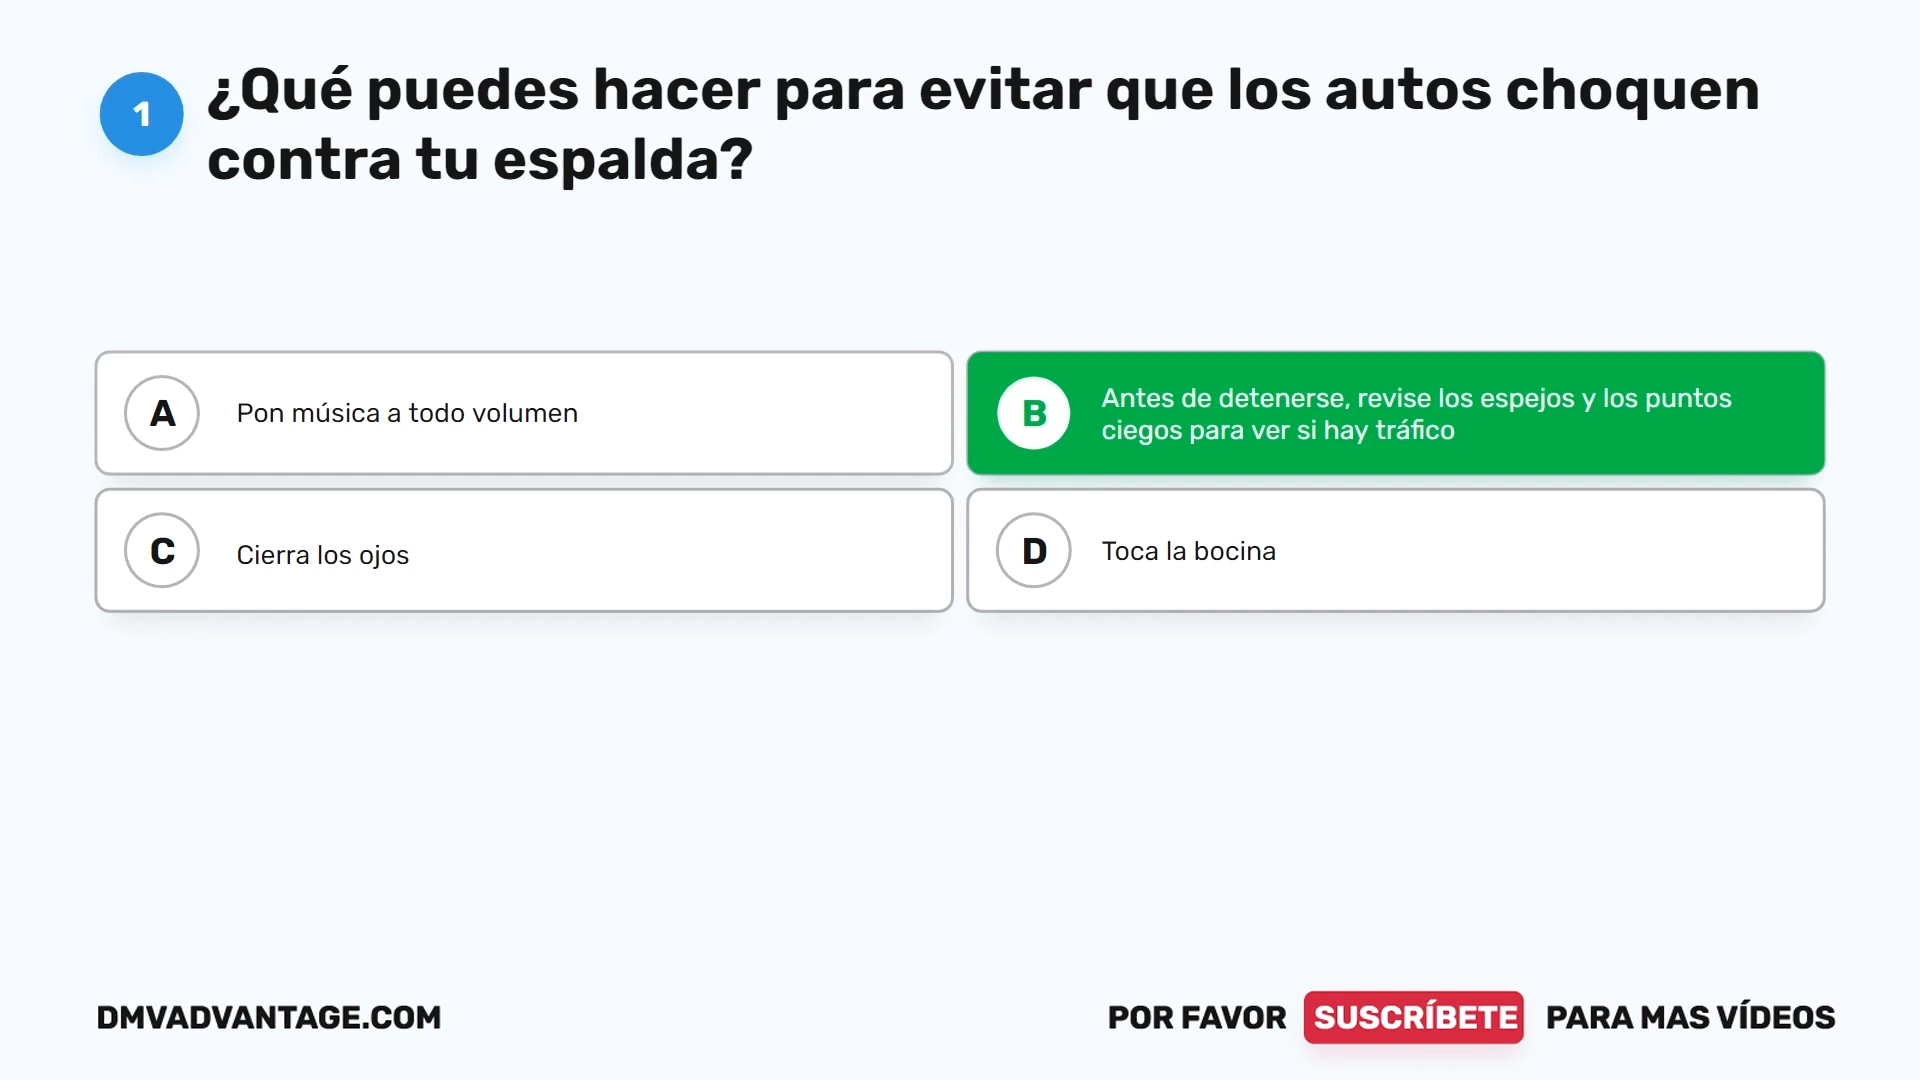 1
¿Qué puedes hacer para evitar que los autos choquen
contra tu espalda?
A
Pon música a todo volumen
B
Antes de detenerse, revise los espejos y los puntos
ciegos para ver si hay tráfico
C
Cierra los ojos
D
Toca la bocina
DMVADVANTAGE.COM
POR FAVOR SUSCRÍBETE PARA MAS VÍDEOS